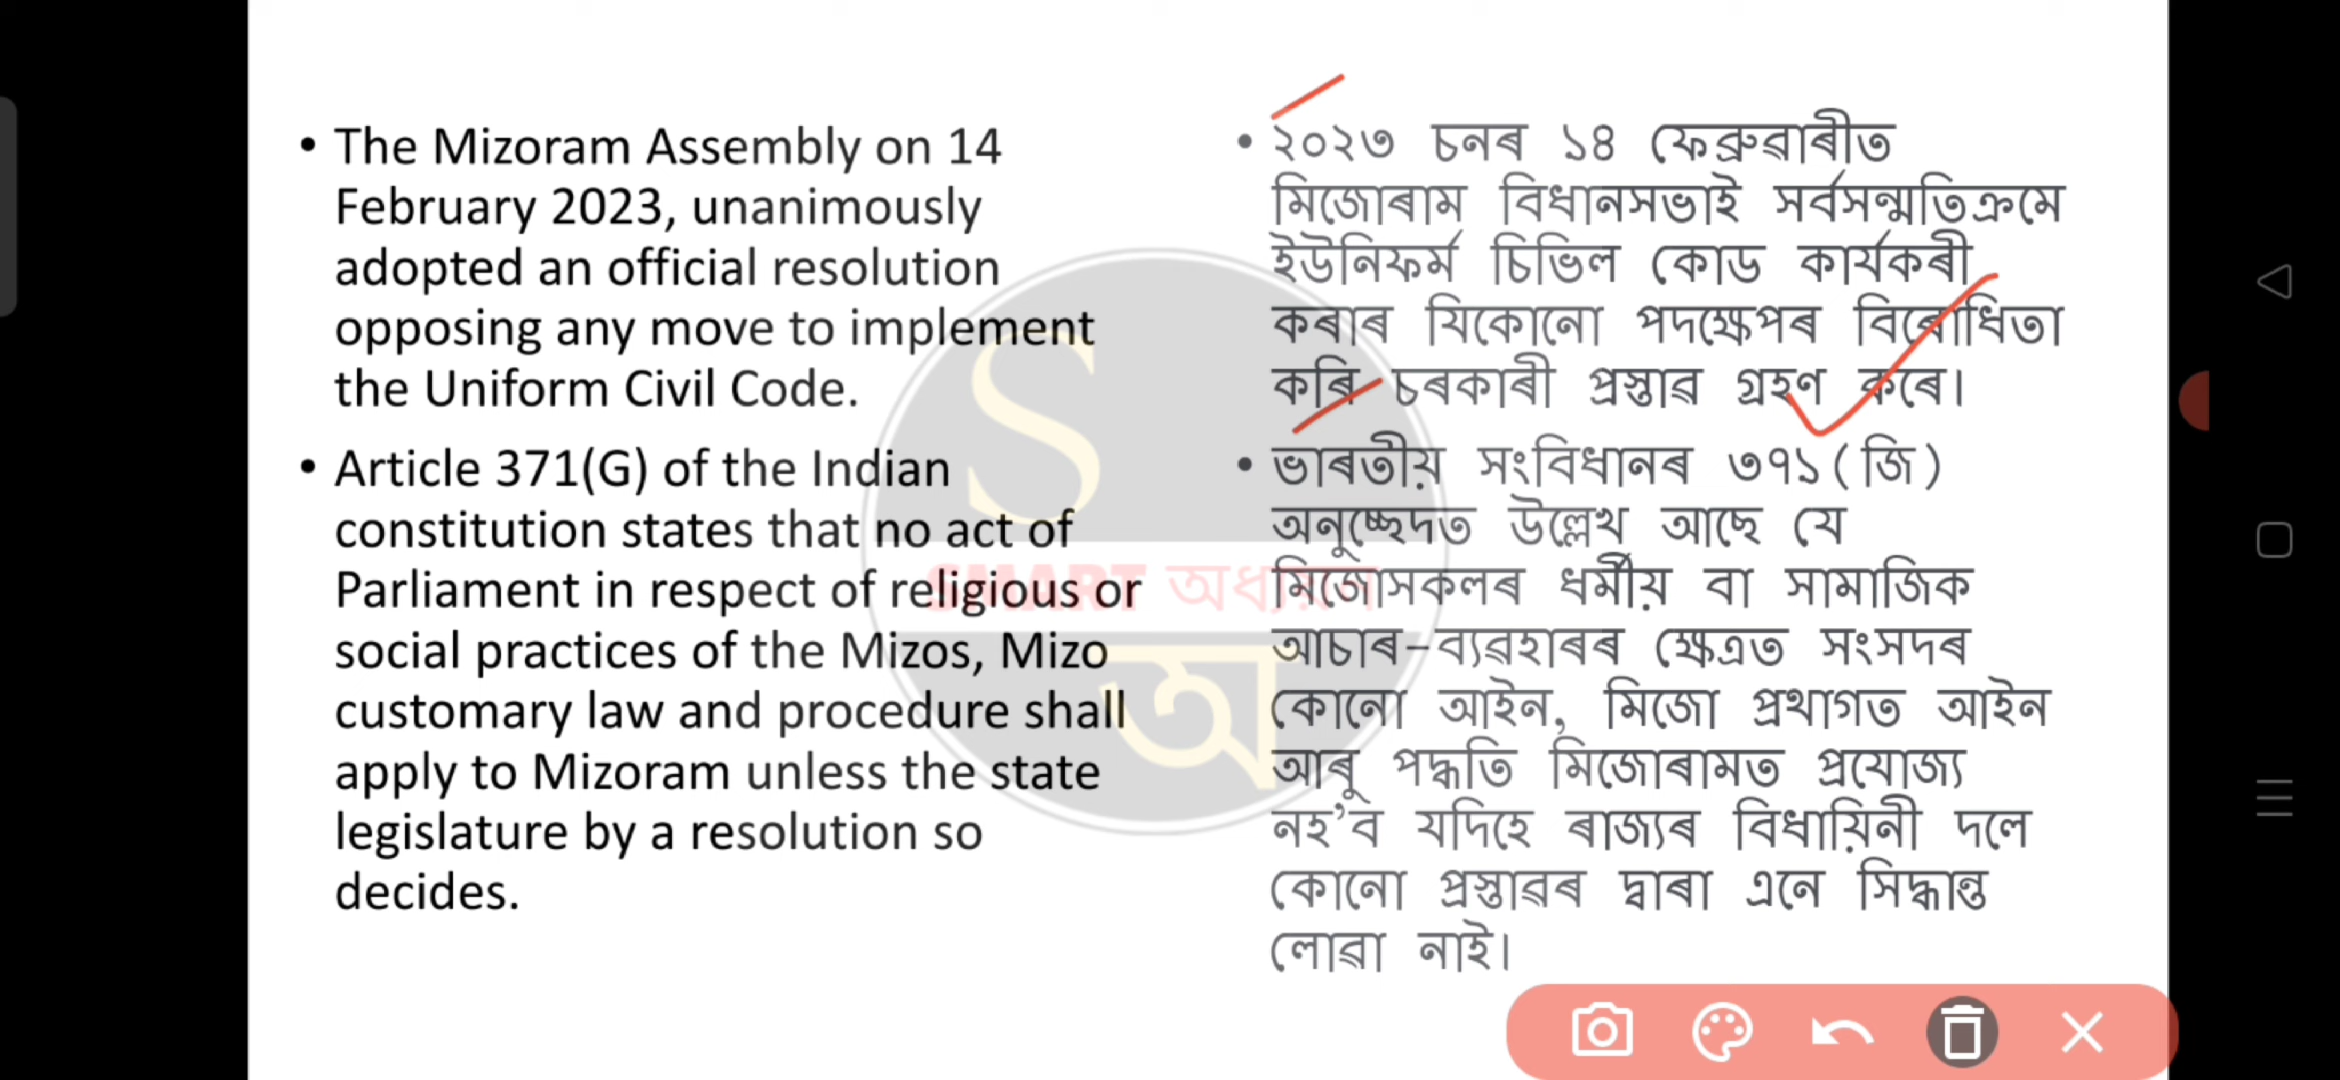 • The Mizoram Assembly on 14
February 2023, unanimously
adopted an official resolution
opposing any move to implement
the Uniform Civil Code.
• Article 371(G) of the Indian
constitution states that no act of
Parliament in respect of religious or
social practices of the Mizos, Mizo
customary law and procedure shall
apply to Mizoram unless the state
legislature by a resolution so
decides.
• ২০২৩ চনৰ ১৪ ফেব্ৰুৱাৰীত
মিজোৰাম বিধানসভাই সৰ্বসন্মতিক্ৰমে
ইউনিফৰ্ম চিভিল কোড কাৰ্যকৰী
কৰাৰ যিকোনো পদক্ষেপৰ বিৰোধিতা
কৰি চৰকাৰী প্ৰস্তাৱ গ্ৰহণ কৰে।
• ভাৰতীয় সংবিধানৰ ৩৭১(জি)
অনুচ্ছেদত উল্লেখ আছে যে
মিজোসকলৰ ধৰ্মীয় বা সামাজিক
আচাৰ-ব্যৱহাৰৰ ক্ষেত্ৰত সংসদৰ
কোনো আইন, মিজো প্ৰথাগত আইন
আৰু পদ্ধতি মিজোৰামত প্ৰযোজ্য
নহ’ব যদিহে ৰাজ্যৰ বিধায়িনী দলে
কোনো প্ৰস্তাৱৰ দ্বাৰা এনে সিদ্ধান্ত
লোৱা নাই।
S
SMART অধ্যয়ন
অ